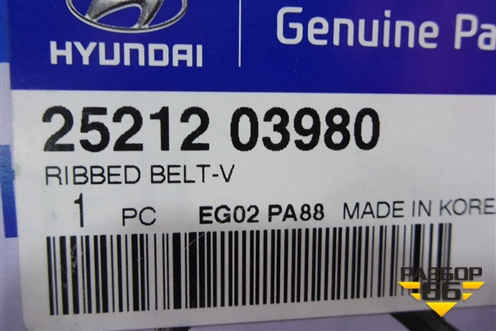 HYUNDAI
Genuine Pa
25212 03980
RIBBED BELT-V
1 PC EG02 PA88 MADE IN KORE
РАЗБОР
86